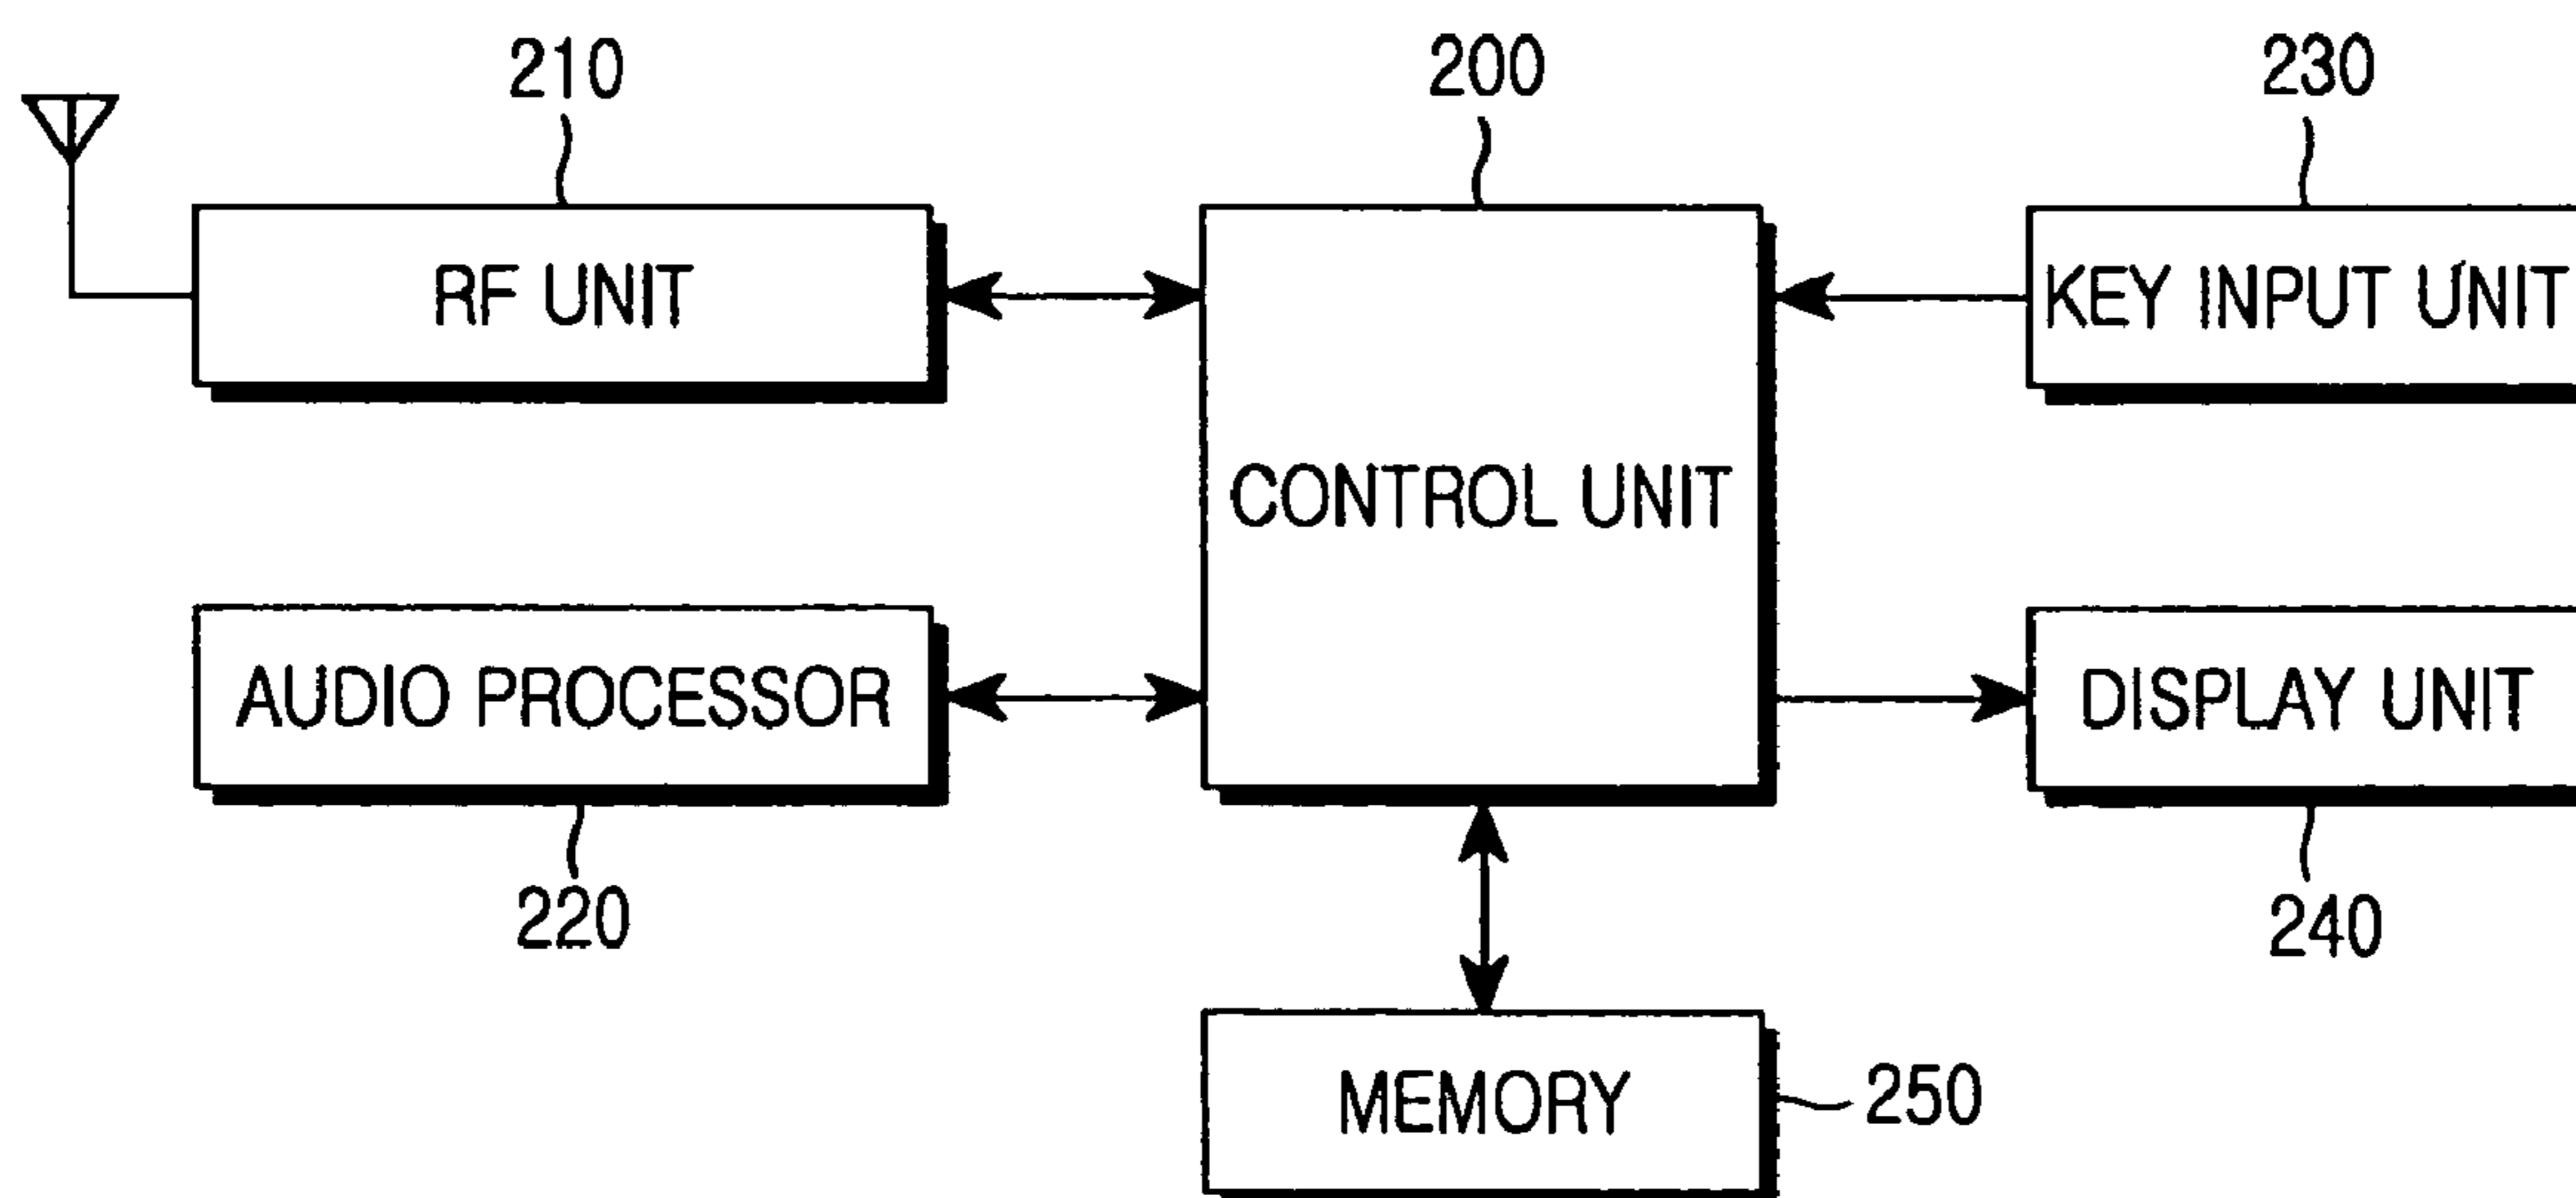 210
200
230
RF UNIT
CONTROL UNIT
KEY INPUT UNIT
AUDIO PROCESSOR
DISPLAY UNIT
220
240
MEMORY
250